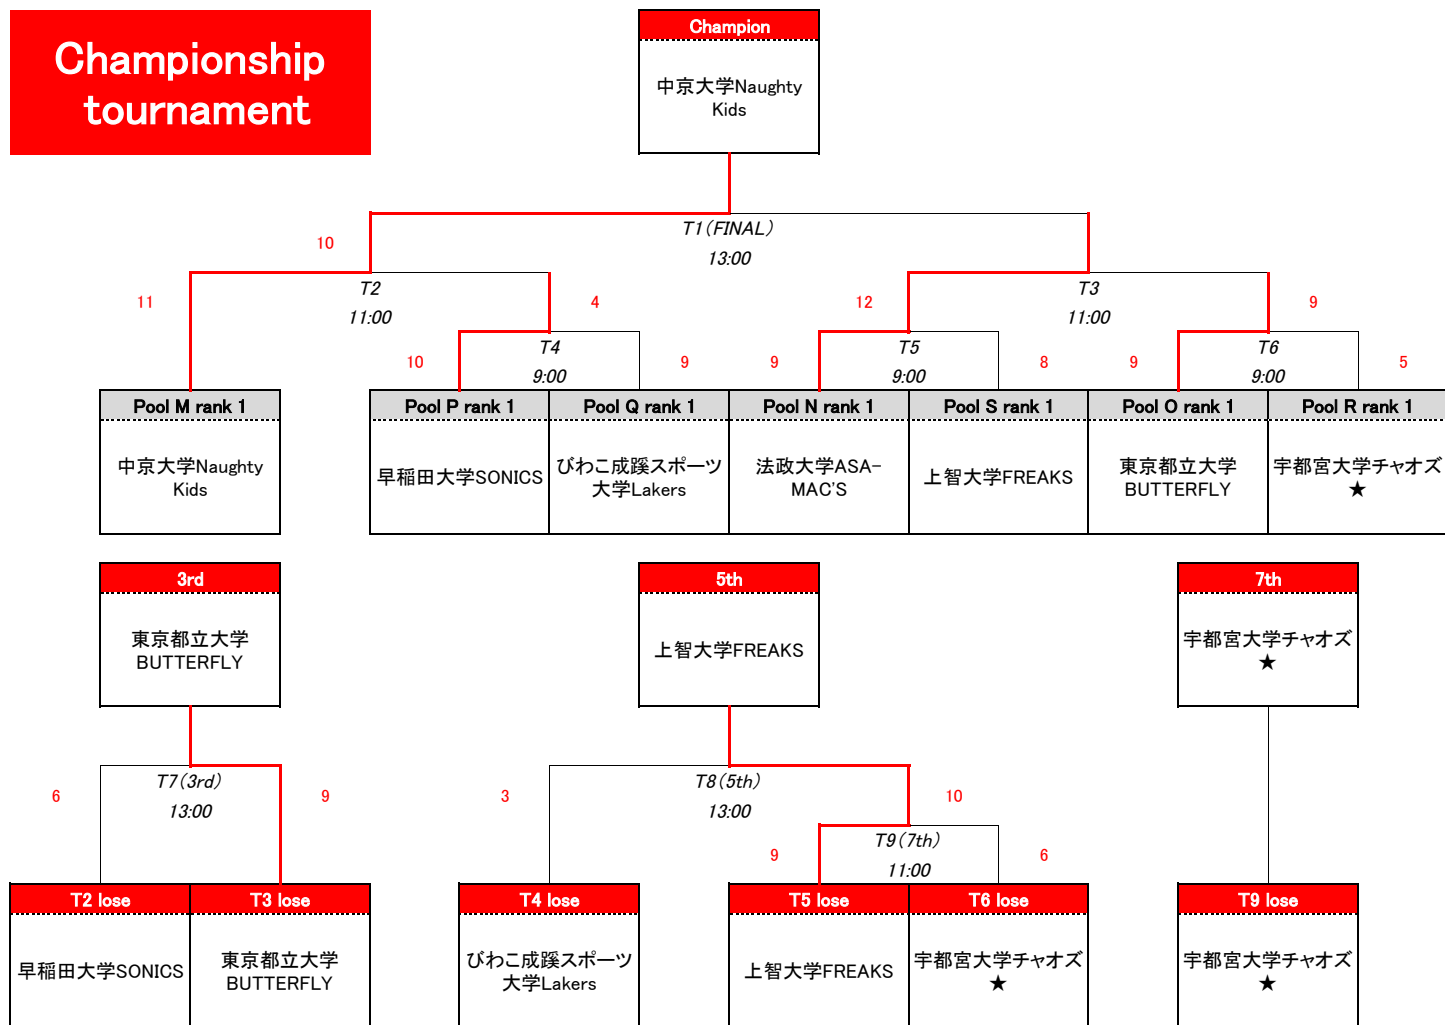 Championship
tournament
Champion
中京大学Naughty
Kids
T1(FINAL)
13:00
10
T2
11:00
11
4
T3
11:00
12
9
T4
9:00
10
9
T5
9:00
9
8
T6
9:00
9
5
Pool M rank 1
中京大学Naughty
Kids
Pool P rank 1
早稲田大学SONICS
Pool Q rank 1
びわこ成蹊スポーツ
大学Lakers
Pool N rank 1
法政大学ASA-
MAC'S
Pool S rank 1
上智大学FREAKS
Pool O rank 1
東京都立大学
BUTTERFLY
Pool R rank 1
宇都宮大学チャオズ
★
3rd
東京都立大学
BUTTERFLY
5th
上智大学FREAKS
7th
宇都宮大学チャオズ
★
6
T7(3rd)
13:00
9
3
T8(5th)
13:00
10
9
T9(7th)
11:00
6
T2 lose
早稲田大学SONICS
T3 lose
東京都立大学
BUTTERFLY
T4 lose
びわこ成蹊スポーツ
大学Lakers
T5 lose
上智大学FREAKS
T6 lose
宇都宮大学チャオズ
★
T9 lose
宇都宮大学チャオズ
★